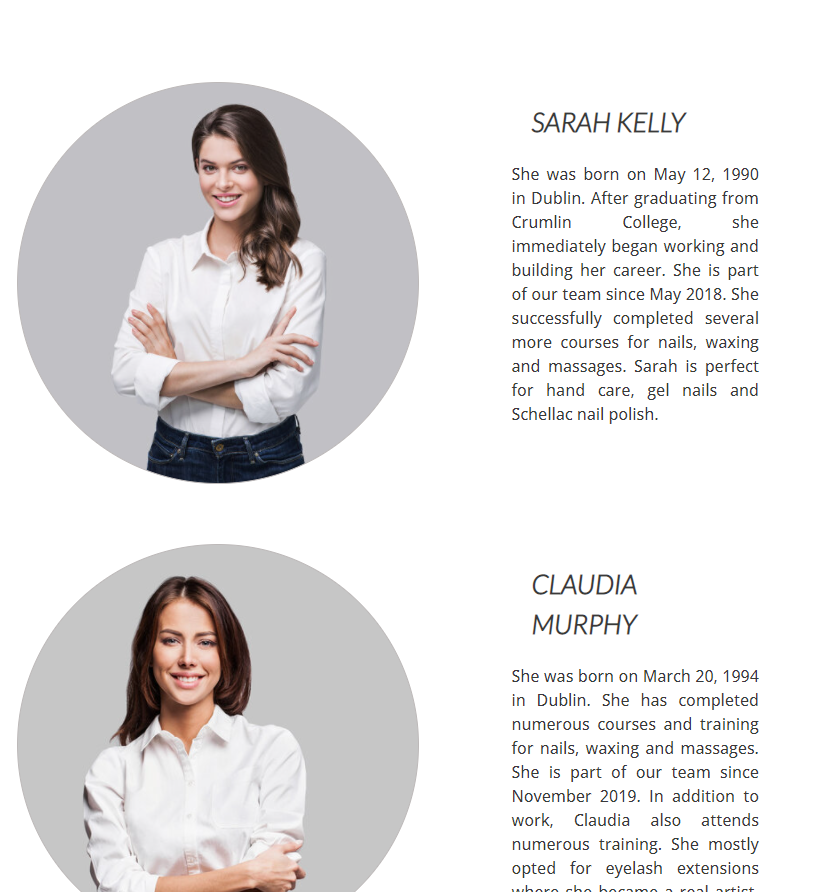 SARAH KELLY
She was born on May 12, 1990
in Dublin. After graduating from
Crumlin College, she
immediately began working and
building her career. She is part
of our team since May 2018. She
successfully completed several
more courses for nails, waxing
and massages. Sarah is perfect
for hand care, gel nails and
Schellac nail polish.
CLAUDIA
MURPHY
She was born on March 20, 1994
in Dublin. She has completed
numerous courses and training
for nails, waxing and massages.
She is part of our team since
November 2019. In addition to
work, Claudia also attends
numerous training. She mostly
opted for eyelash extensions
where she became a real artist.